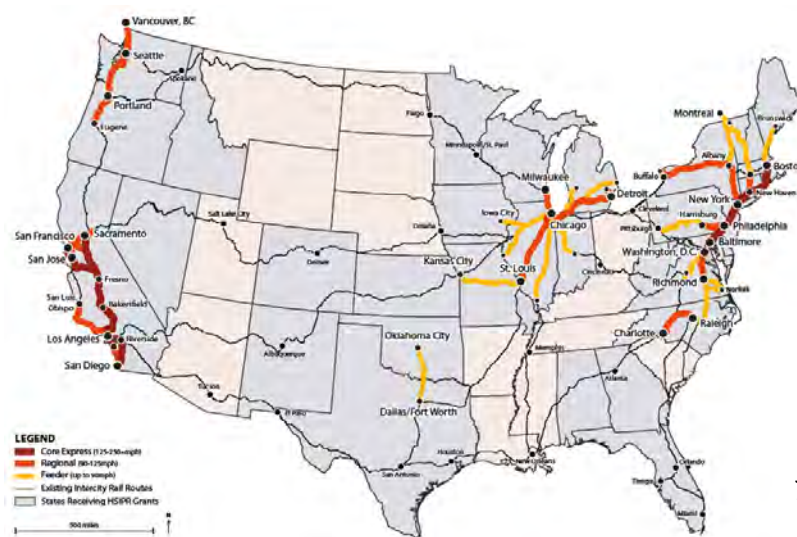 Vancouver, BC
Seattle
Spokane
Portland
Eugene
Fargo
Minneapolis/St. Paul
Milwaukee
Detroit
Chicago
Iowa City
Omaha
Kansas City
St. Louis
Cleveland
Cincinnati
Montreal
Brunswick
Albany
Boston
Buffalo
New Haven
New York
Harrisburg
Pittsburgh
Philadelphia
Baltimore
Washington, D.C.
Richmond
Norfolk
Raleigh
Charlotte
Salt Lake City
Denver
San Francisco
Sacramento
San Jose
Fresno
San Luis
Obispo
Bakersfield
Los Angeles
Riverside
San Diego
Tucson
Albuquerque
El Paso
Oklahoma City
Dallas/Fort Worth
Memphis
Atlanta
San Antonio
Houston
New Orleans
Orlando
Tampa
Miami
LEGEND
Core Express (125-250+mph)
Regional (90-125mph)
Feeder (up to 90mph)
Existing Intercity Rail Routes
States Receiving HSIPR Grants
500 miles
N